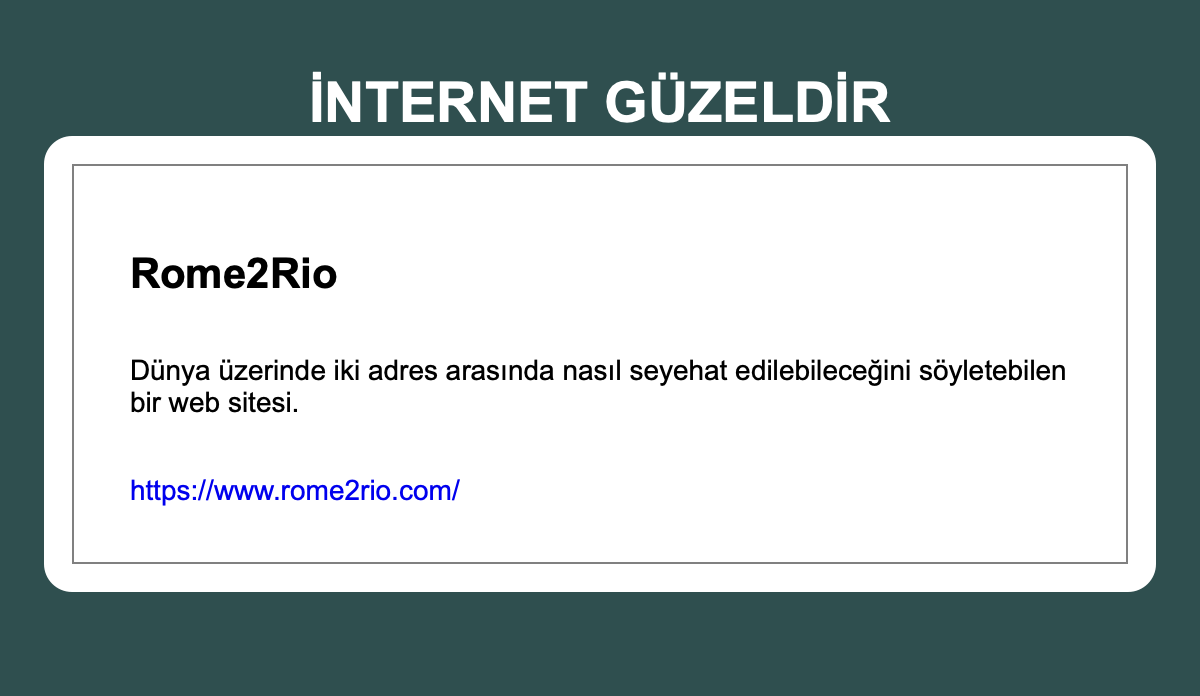 İNTERNET GÜZELDİR
Rome2Rio
Dünya üzerinde iki adres arasında nasıl seyehat edilebileceğini söyletebilen
bir web sitesi.
https://www.rome2rio.com/